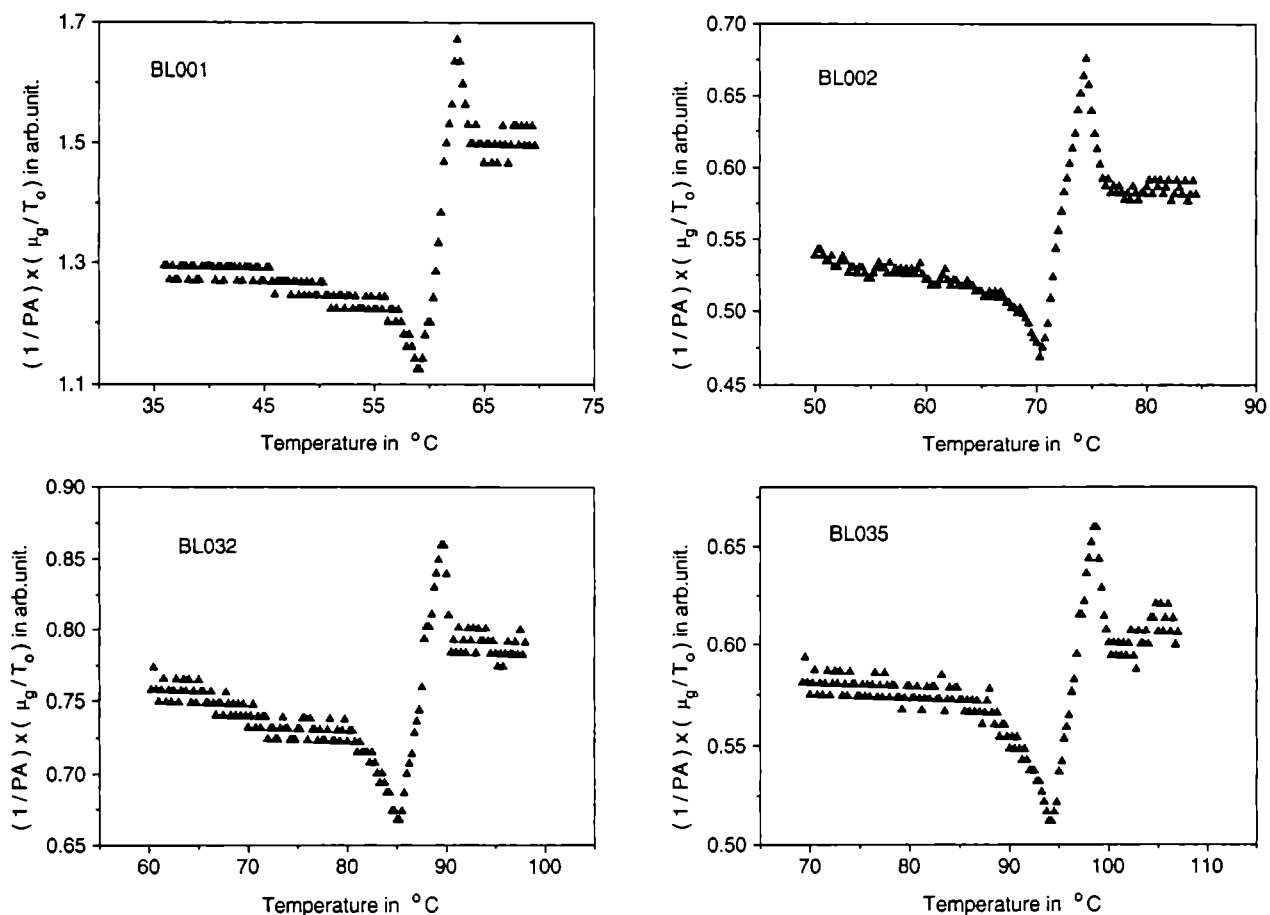 BL001
( 1 / PA ) x ( μg / To ) in arb.unit.
1.7
1.5
1.3
1.1
35 45 55 65 75
Temperature in °C
BL002
( 1 / PA ) x ( μg / To ) in arb.unit.
0.70
0.65
0.60
0.55
0.50
0.45
50 60 70 80 90
Temperature in °C
BL032
( 1 / PA ) x ( μg / To ) in arb.unit.
0.90
0.85
0.80
0.75
0.70
0.65
60 70 80 90 100
Temperature in °C
BL035
( 1 / PA ) x ( μg / To ) in arb.unit.
0.65
0.60
0.55
0.50
70 80 90 100 110
Temperature in °C